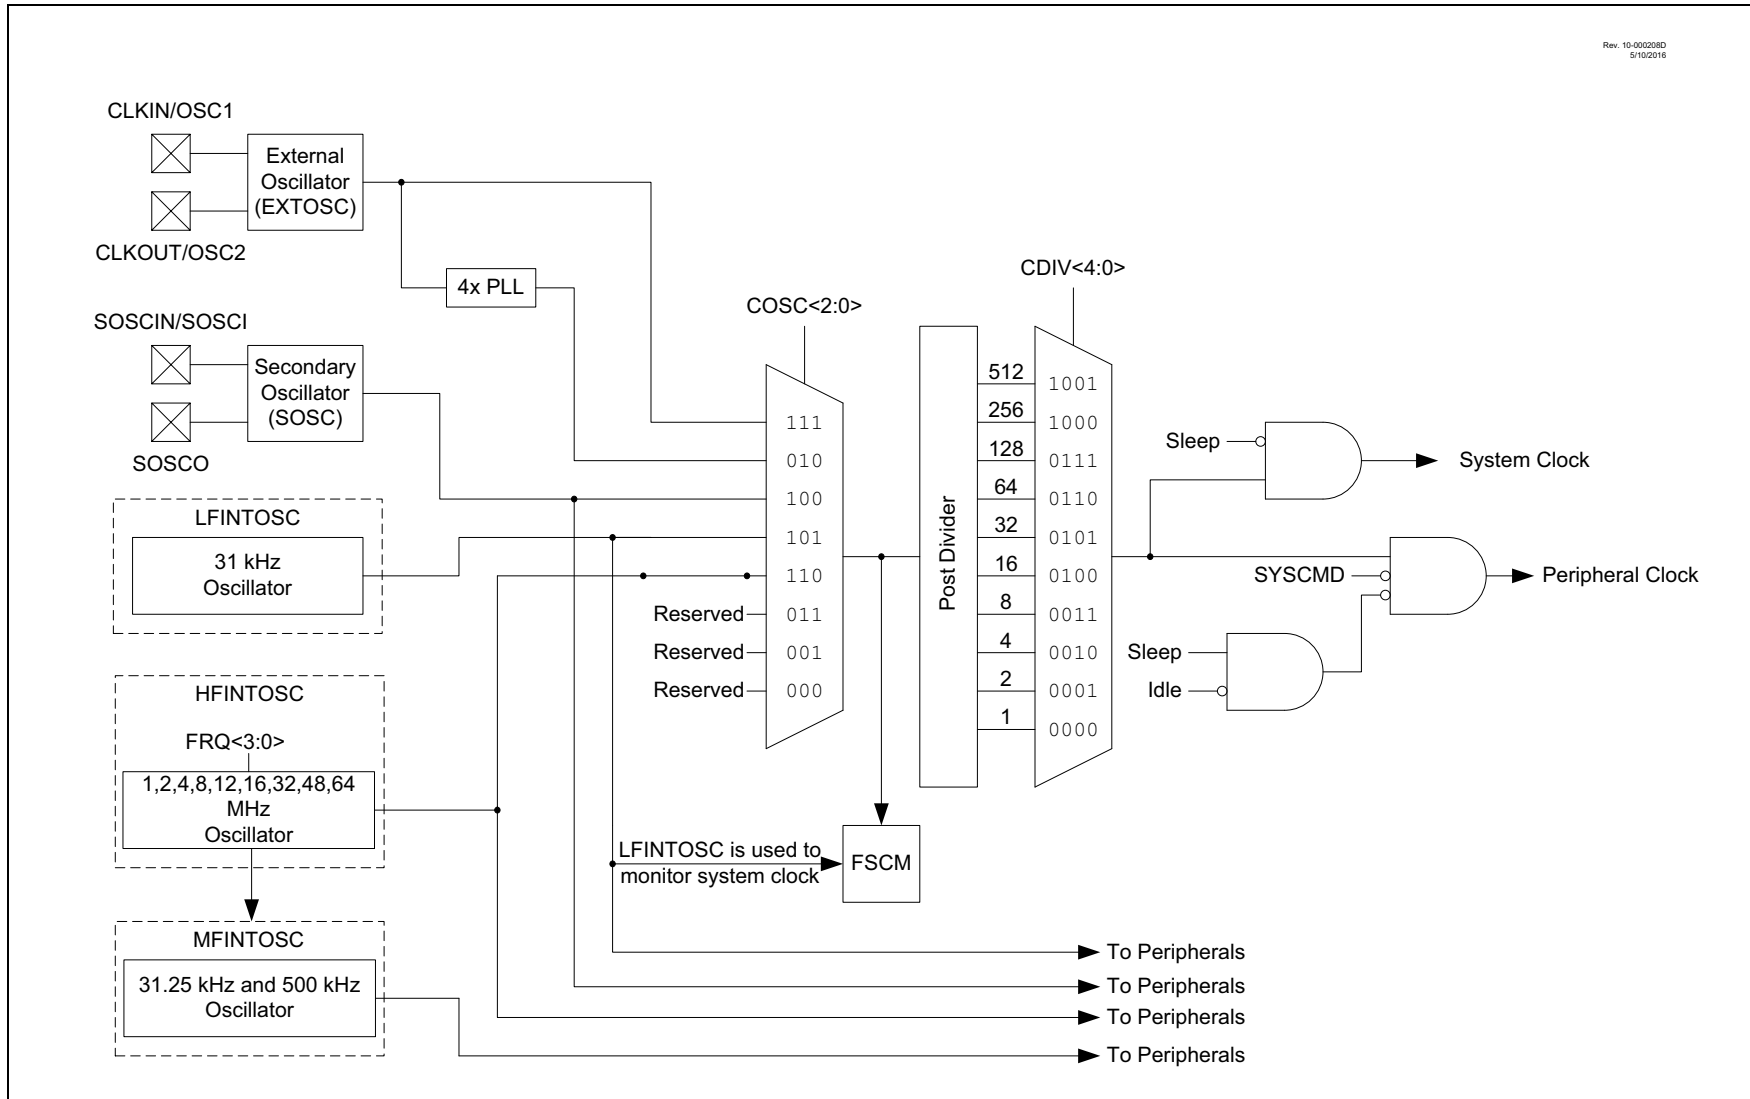 Rev. 10-000208D
5/10/2016
CLKIN/OSC1
External
Oscillator
(EXTOSC)
CLKOUT/OSC2
4x PLL
SOSCIN/SOSCI
Secondary
Oscillator
(SOSC)
SOSCO
LFINTOSC
31 kHz
Oscillator
HFINTOSC
FRQ<3:0>
1,2,4,8,12,16,32,48,64
MHz
Oscillator
MFINTOSC
31.25 kHz and 500 kHz
Oscillator
COSC<2:0>
111
010
100
101
110
Reserved 011
Reserved 001
Reserved 000
LFINTOSC is used to
monitor system clock
FSCM
Post Divider
CDIV<4:0>
512 1001
256 1000
128 0111
64 0110
32 0101
16 0100
8 0011
4 0010
2 0001
1 0000
Sleep
System Clock
SYSCMD
Peripheral Clock
Sleep
Idle
To Peripherals
To Peripherals
To Peripherals
To Peripherals